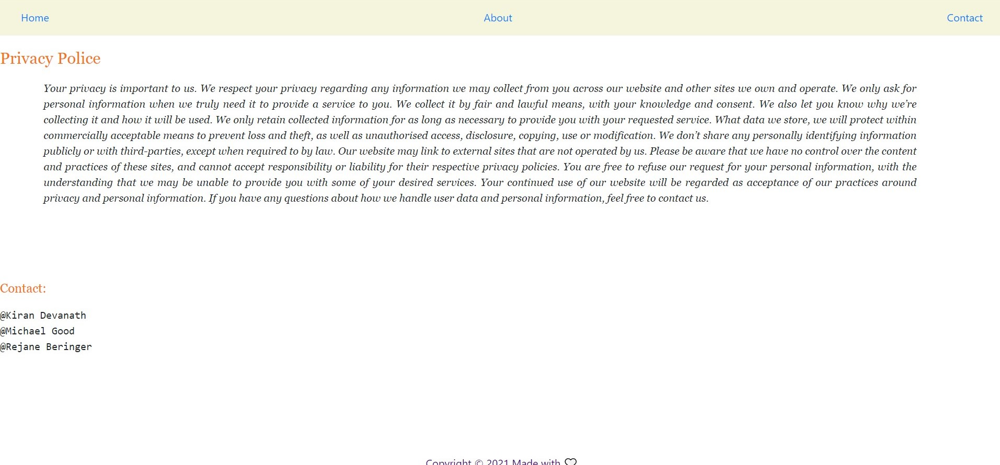 Home About Contact
Privacy Police
Your privacy is important to us. We respect your privacy regarding any information we may collect from you across our website and other sites we own and operate. We only ask for
personal information when we truly need it to provide a service to you. We collect it by fair and lawful means, with your knowledge and consent. We also let you know why we’re
collecting it and how it will be used. We only retain collected information for as long as necessary to provide you with your requested service. What data we store, we will protect within
commercially acceptable means to prevent loss and theft, as well as unauthorised access, disclosure, copying, use or modification. We don’t share any personally identifying information
publicly or with third-parties, except when required to by law. Our website may link to external sites that are not operated by us. Please be aware that we have no control over the content
and practices of these sites, and cannot accept responsibility or liability for their respective privacy policies. You are free to refuse our request for your personal information, with the
understanding that we may be unable to provide you with some of your desired services. Your continued use of our website will be regarded as acceptance of our practices around
privacy and personal information. If you have any questions about how we handle user data and personal information, feel free to contact us.
Contact:
@Kiran Devanath
@Michael Good
@Rejane Beringer
Copyright © 2021 Made with ♡